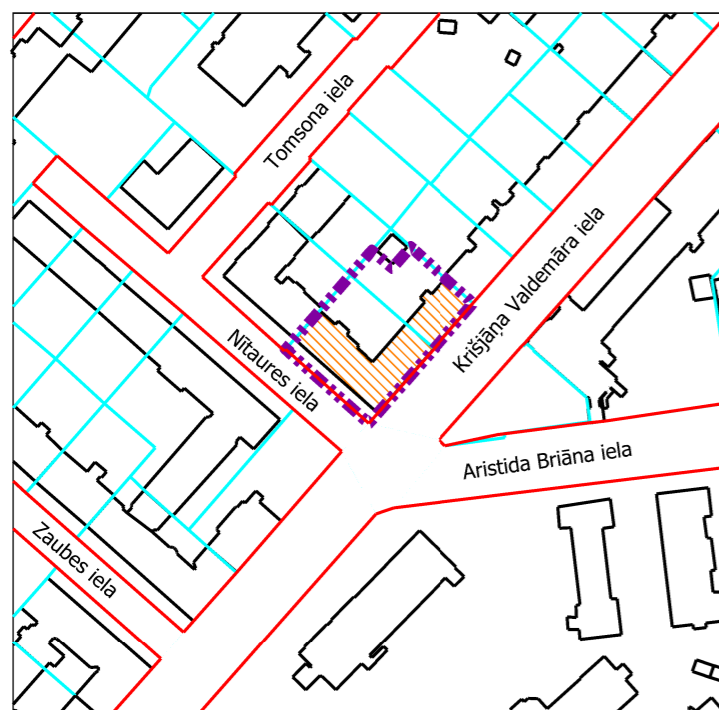 Tomsona iela
Krišjāņa Valdemāra iela
Nītaures iela
Aristida Briāna iela
Zaubes iela